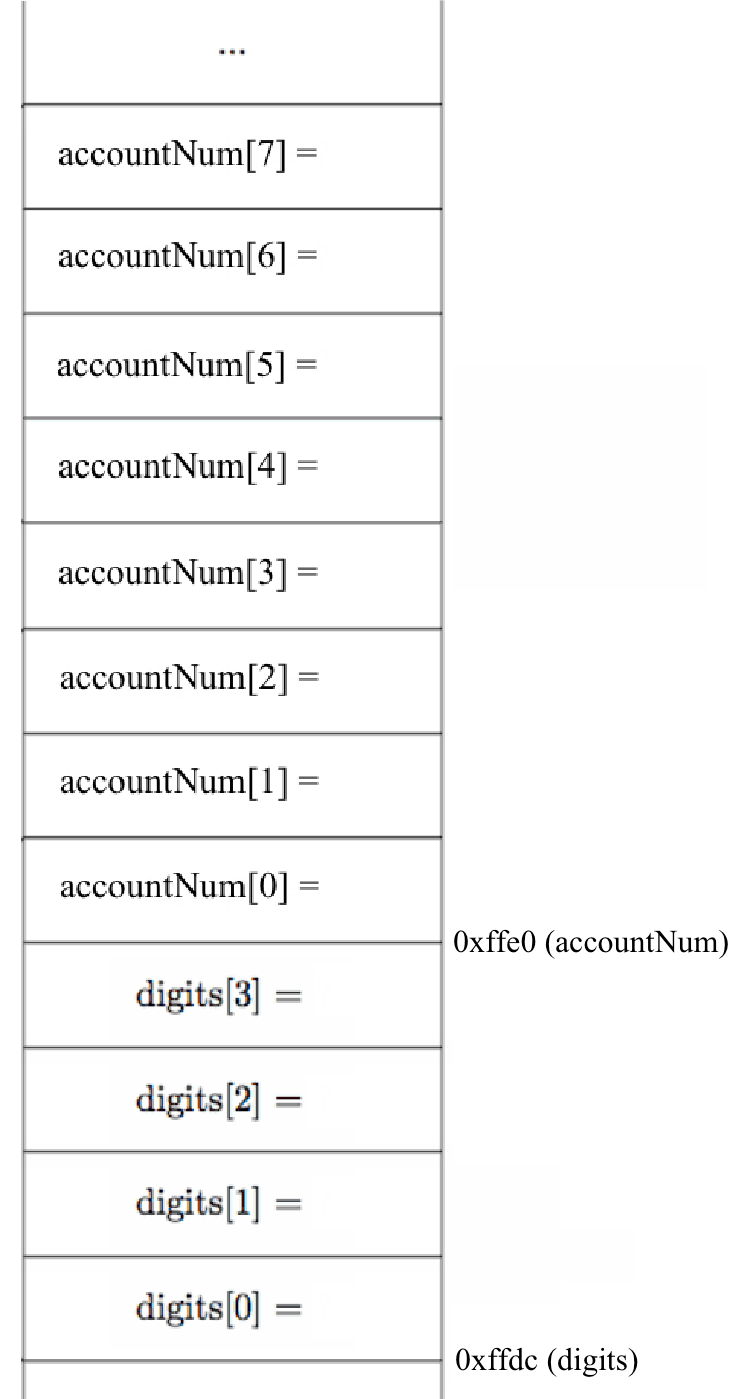 ...
accountNum[7] =
accountNum[6] =
accountNum[5] =
accountNum[4] =
accountNum[3] =
accountNum[2] =
accountNum[1] =
accountNum[0] =
0xffe0 (accountNum)
digits[3] =
digits[2] =
digits[1] =
digits[0] =
0xffdc (digits)